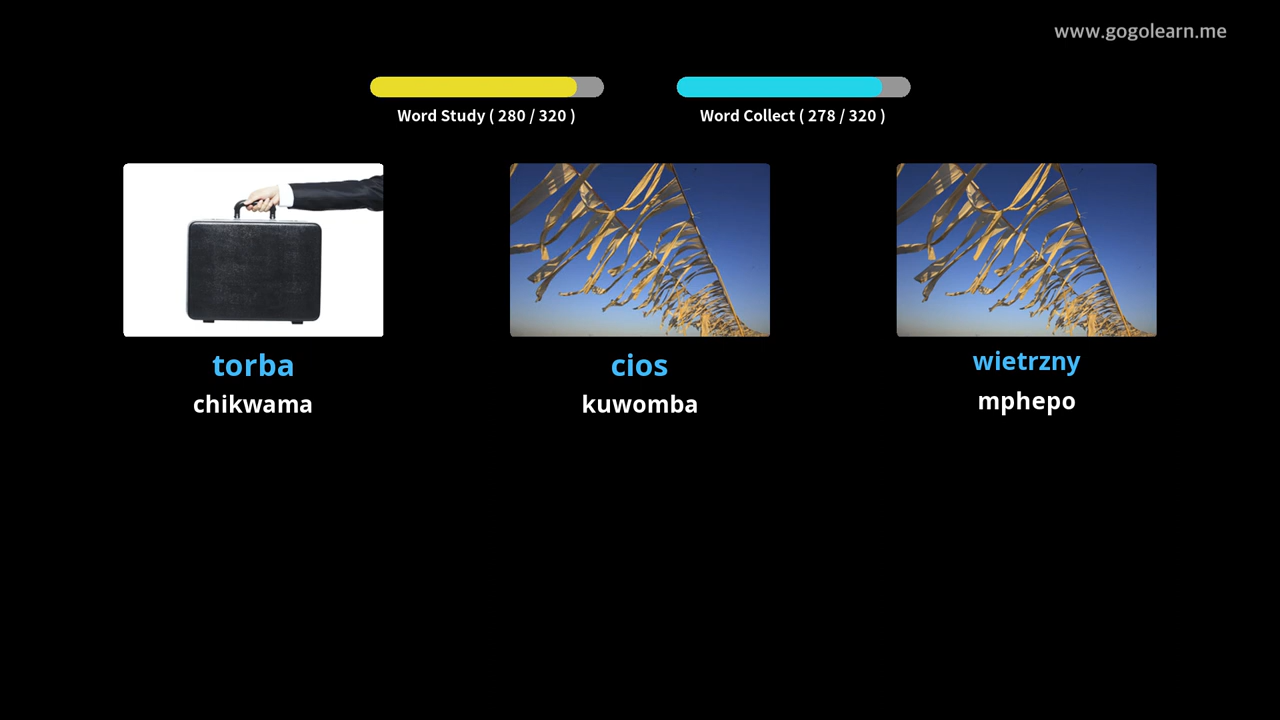 www.gogolearn.me
Word Study ( 280 / 320 )
Word Collect ( 278 / 320 )
torba
cios
wietrzny
chikwama
kuwomba
mphepo